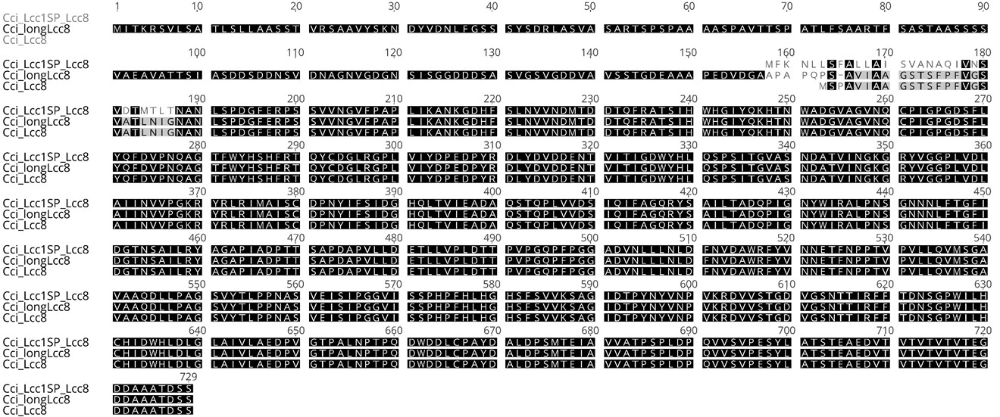 1 10 20 30 40 50 60 70 80 90
Cci_Lcc1SP_Lcc8
Cci_longLcc8 MITKRSVLSA TLSLLAASST VRSAAVYSKN DYVDNLFGSS SYSDRLASVA SARTSPSPAA AASPAVTTSP ATLFSAARTF SASTAASSSS
Cci_Lcc8
100 110 120 130 140 150 160 170 180
Cci_Lcc1SP_Lcc8 MFK NLLSFALLAI SVANAQIVNS
Cci_longLcc8 VAEAVATTSI ASDDSDDNSV DNAGNVGDGN SISGGDDDSA SVGSVGDDVA VSSTGDEAAA PEDVDGAAPA PQPS-AVIAA GSTSFPFVGS
Cci_Lcc8 MSPAVIAA GSTSFPFVGS
190 200 210 220 230 240 250 260 270
Cci_Lcc1SP_Lcc8 VDTMTLTNAN LSPDGFERPS SVVNGVFPAP LIKANKGDHF SLNVVNDMTD DTQFRATSIH WHGIYQKHTN WADGVAGVNQ CPIGPGDSFL
Cci_longLcc8 VATLNIGNAN LSPDGFERPS SVVNGVFPAP LIKANKGDHF SLNVVNDMTD DTQFRATSIH WHGIYQKHTN WADGVAGVNQ CPIGPGDSFL
Cci_Lcc8 VATLNIGNAN LSPDGFERPS SVVNGVFPAP LIKANKGDHF SLNVVNDMTD DTQFRATSIH WHGIYQKHTN WADGVAGVNQ CPIGPGDSFL
280 290 300 310 320 330 340 350 360
Cci_Lcc1SP_Lcc8 YQFDVPNQAG TFWYHSHFRT QYCDGLRGPL VIYDPEDPYR DLYDVDDENT VITIGDWYHL QSPSITGVAS NDATVINGKG RYVGGPLVDL
Cci_longLcc8 YQFDVPNQAG TFWYHSHFRT QYCDGLRGPL VIYDPEDPYR DLYDVDDENT VITIGDWYHL QSPSITGVAS NDATVINGKG RYVGGPLVDL
Cci_Lcc8 YQFDVPNQAG TFWYHSHFRT QYCDGLRGPL VIYDPEDPYR DLYDVDDENT VITIGDWYHL QSPSITGVAS NDATVINGKG RYVGGPLVDL
370 380 390 400 410 420 430 440 450
Cci_Lcc1SP_Lcc8 AIINVVPGKR YRLRIMAISC DPNYIFSIDG HQLTVIEADA QSTQPLVVDS IQIFAGQRYS AILTADQPIG NYWIRALPNS GNNNLFTGFI
Cci_longLcc8 AIINVVPGKR YRLRIMAISC DPNYIFSIDG HQLTVIEADA QSTQPLVVDS IQIFAGQRYS AILTADQPIG NYWIRALPNS GNNNLFTGFI
Cci_Lcc8 AIINVVPGKR YRLRIMAISC DPNYIFSIDG HQLTVIEADA QSTQPLVVDS IQIFAGQRYS AILTADQPIG NYWIRALPNS GNNNLFTGFI
460 470 480 490 500 510 520 530 540
Cci_Lcc1SP_Lcc8 DGTNSAILRY AGAPIADPTT SAPDAPVLLD ETLLVPLDTT PVPGQPFPGG ADVNLLLNLD FNVDAWRFYV NNETFNPPTV PVLLQVMSGA
Cci_longLcc8 DGTNSAILRY AGAPIADPTT SAPDAPVLLD ETLLVPLDTT PVPGQPFPGG ADVNLLLNLD FNVDAWRFYV NNETFNPPTV PVLLQVMSGA
Cci_Lcc8 DGTNSAILRY AGAPIADPTT SAPDAPVLLD ETLLVPLDTT PVPGQPFPGG ADVNLLLNLD FNVDAWRFYV NNETFNPPTV PVLLQVMSGA
550 560 570 580 590 600 610 620 630
Cci_Lcc1SP_Lcc8 VAAQDLLPAG SVYTLPPNAS VEISIPGGVI SSPHPFHLHG HSFSVVKSAG IDTPYNYVNP VKRDVVSTGD VGSNTTIRFF TDNSGPWILH
Cci_longLcc8 VAAQDLLPAG SVYTLPPNAS VEISIPGGVI SSPHPFHLHG HSFSVVKSAG IDTPYNYVNP VKRDVVSTGD VGSNTTIRFF TDNSGPWILH
Cci_Lcc8 VAAQDLLPAG SVYTLPPNAS VEISIPGGVI SSPHPFHLHG HSFSVVKSAG IDTPYNYVNP VKRDVVSTGD VGSNTTIRFF TDNSGPWILH
640 650 660 670 680 690 700 710 720
Cci_Lcc1SP_Lcc8 CHIDWHLDLG LAIVLAEDPV GTPALNPTPQ DWDDLCPAYD ALDPSMTEIA VVATPSPLDP QVVSVPESYL ATSTEAEDVT VTVTVTVTEG
Cci_longLcc8 CHIDWHLDLG LAIVLAEDPV GTPALNPTPQ DWDDLCPAYD ALDPSMTEIA VVATPSPLDP QVVSVPESYL ATSTEAEDVT VTVTVTVTEG
Cci_Lcc8 CHIDWHLDLG LAIVLAEDPV GTPALNPTPQ DWDDLCPAYD ALDPSMTEIA VVATPSPLDP QVVSVPESYL ATSTEAEDVT VTVTVTVTEG
729
Cci_Lcc1SP_Lcc8 DDAAATDSS
Cci_longLcc8 DDAAATDSS
Cci_Lcc8 DDAAATDSS